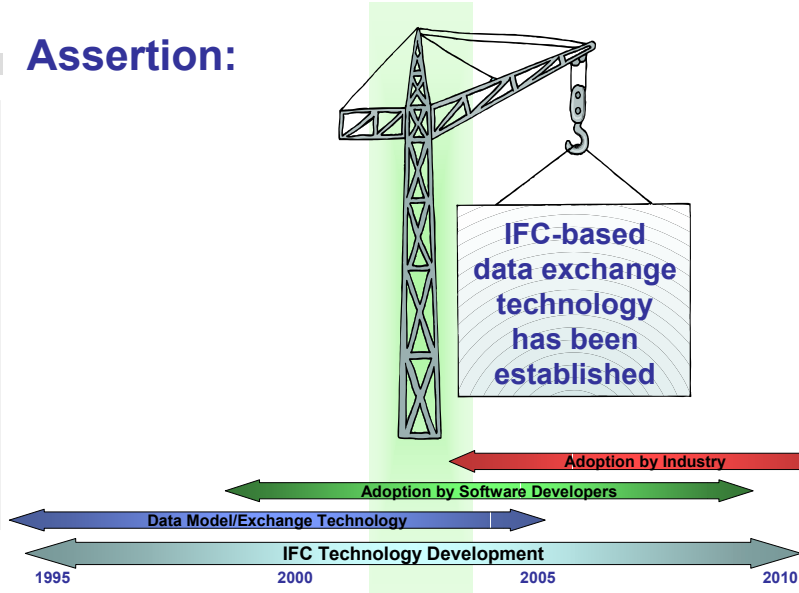 Assertion:
IFC-based
data exchange
technology
has been
established
Adoption by Industry
Adoption by Software Developers
Data Model/Exchange Technology
IFC Technology Development
1995 2000 2005 2010